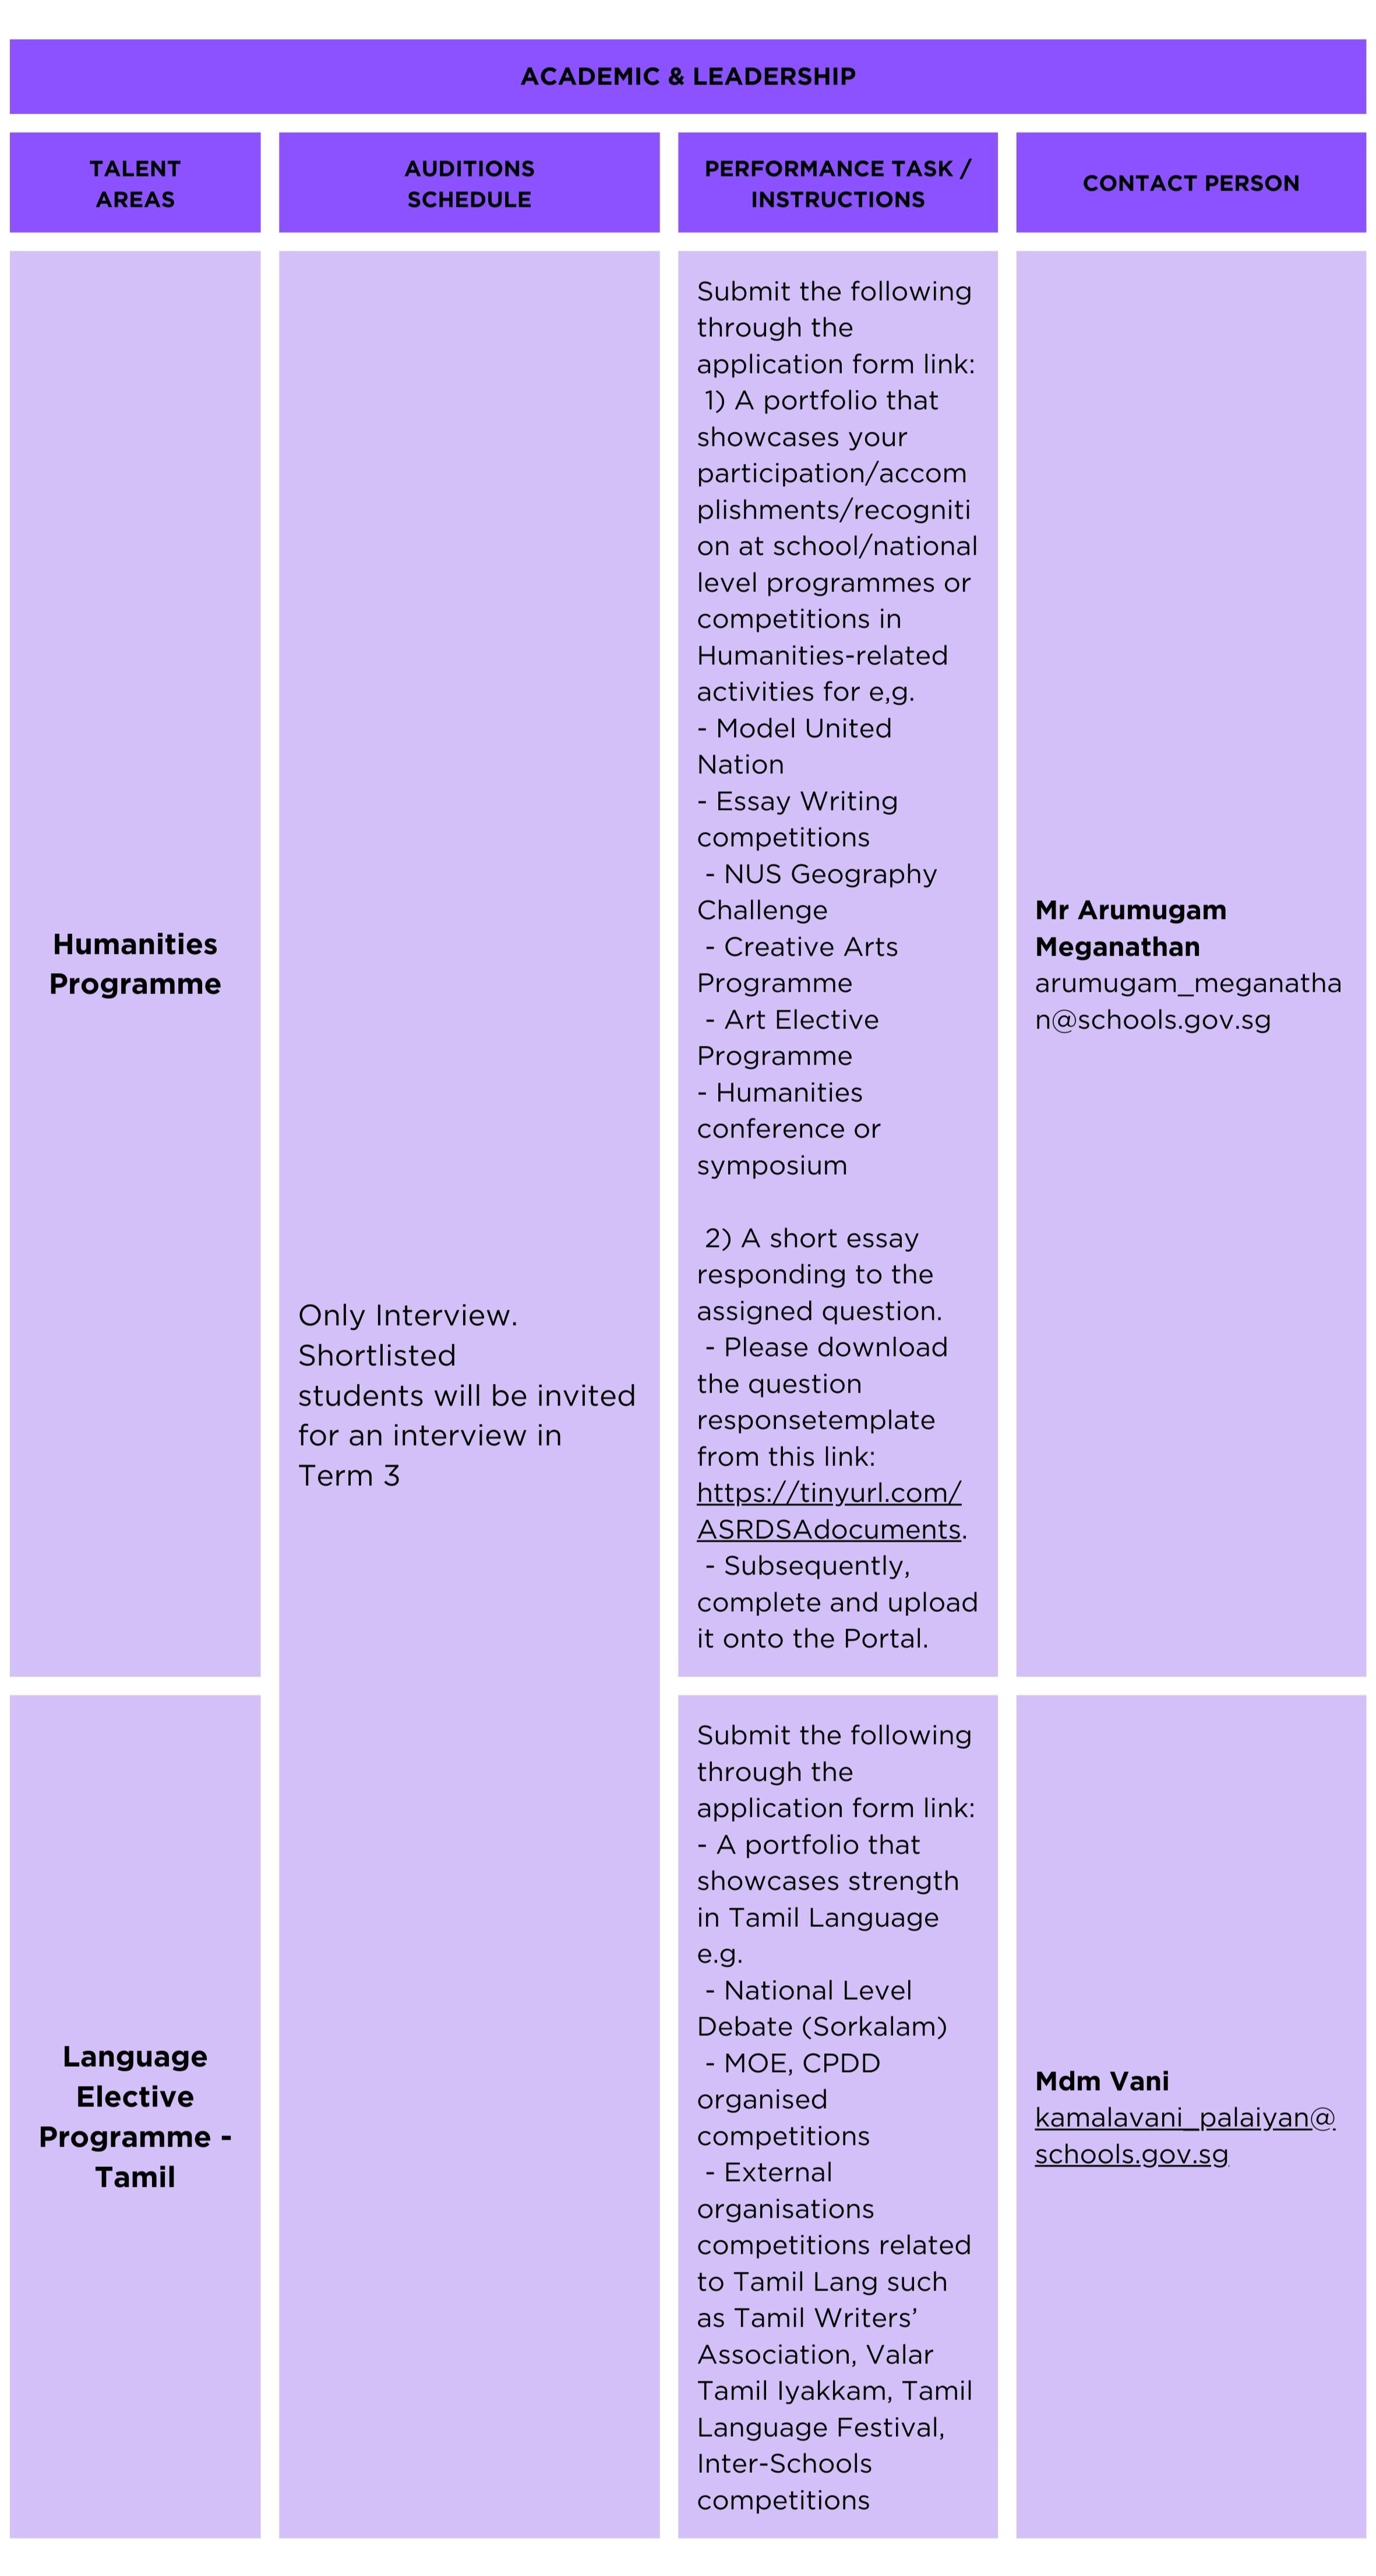 ACADEMIC & LEADERSHIP
TALENT
AREAS
AUDITIONS
SCHEDULE
PERFORMANCE TASK /
INSTRUCTIONS
CONTACT PERSON
Humanities
Programme
Only Interview.
Shortlisted
students will be invited
for an interview in
Term 3
Submit the following
through the
application form link:
1) A portfolio that
showcases your
participation/accom
plishments/recogniti
on at school/national
level programmes or
competitions in
Humanities-related
activities for e,g.
- Model United
Nation
- Essay Writing
competitions
- NUS Geography
Challenge
- Creative Arts
Programme
- Art Elective
Programme
- Humanities
conference or
symposium
2) A short essay
responding to the
assigned question.
- Please download
the question
responsetemplate
from this link:
https://tinyurl.com/
ASRDSAdocuments.
- Subsequently,
complete and upload
it onto the Portal.
Mr Arumugam
Meganathan
arumugam_meganatha
n@schools.gov.sg
Language
Elective
Programme -
Tamil
Submit the following
through the
application form link:
- A portfolio that
showcases strength
in Tamil Language
e.g.
- National Level
Debate (Sorkalam)
- MOE, CPDD
organised
competitions
- External
organisations
competitions related
to Tamil Lang such
as Tamil Writers’
Association, Valar
Tamil Iyakkam, Tamil
Language Festival,
Inter-Schools
competitions
Mdm Vani
kamalavani_palaiyan@
schools.gov.sg